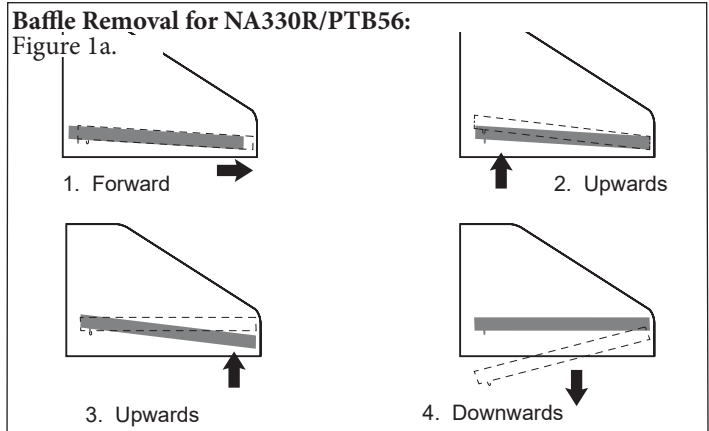 Baffle Removal for NA330R/PTB56:
Figure 1a.
1. Forward
2. Upwards
3. Upwards
4. Downwards